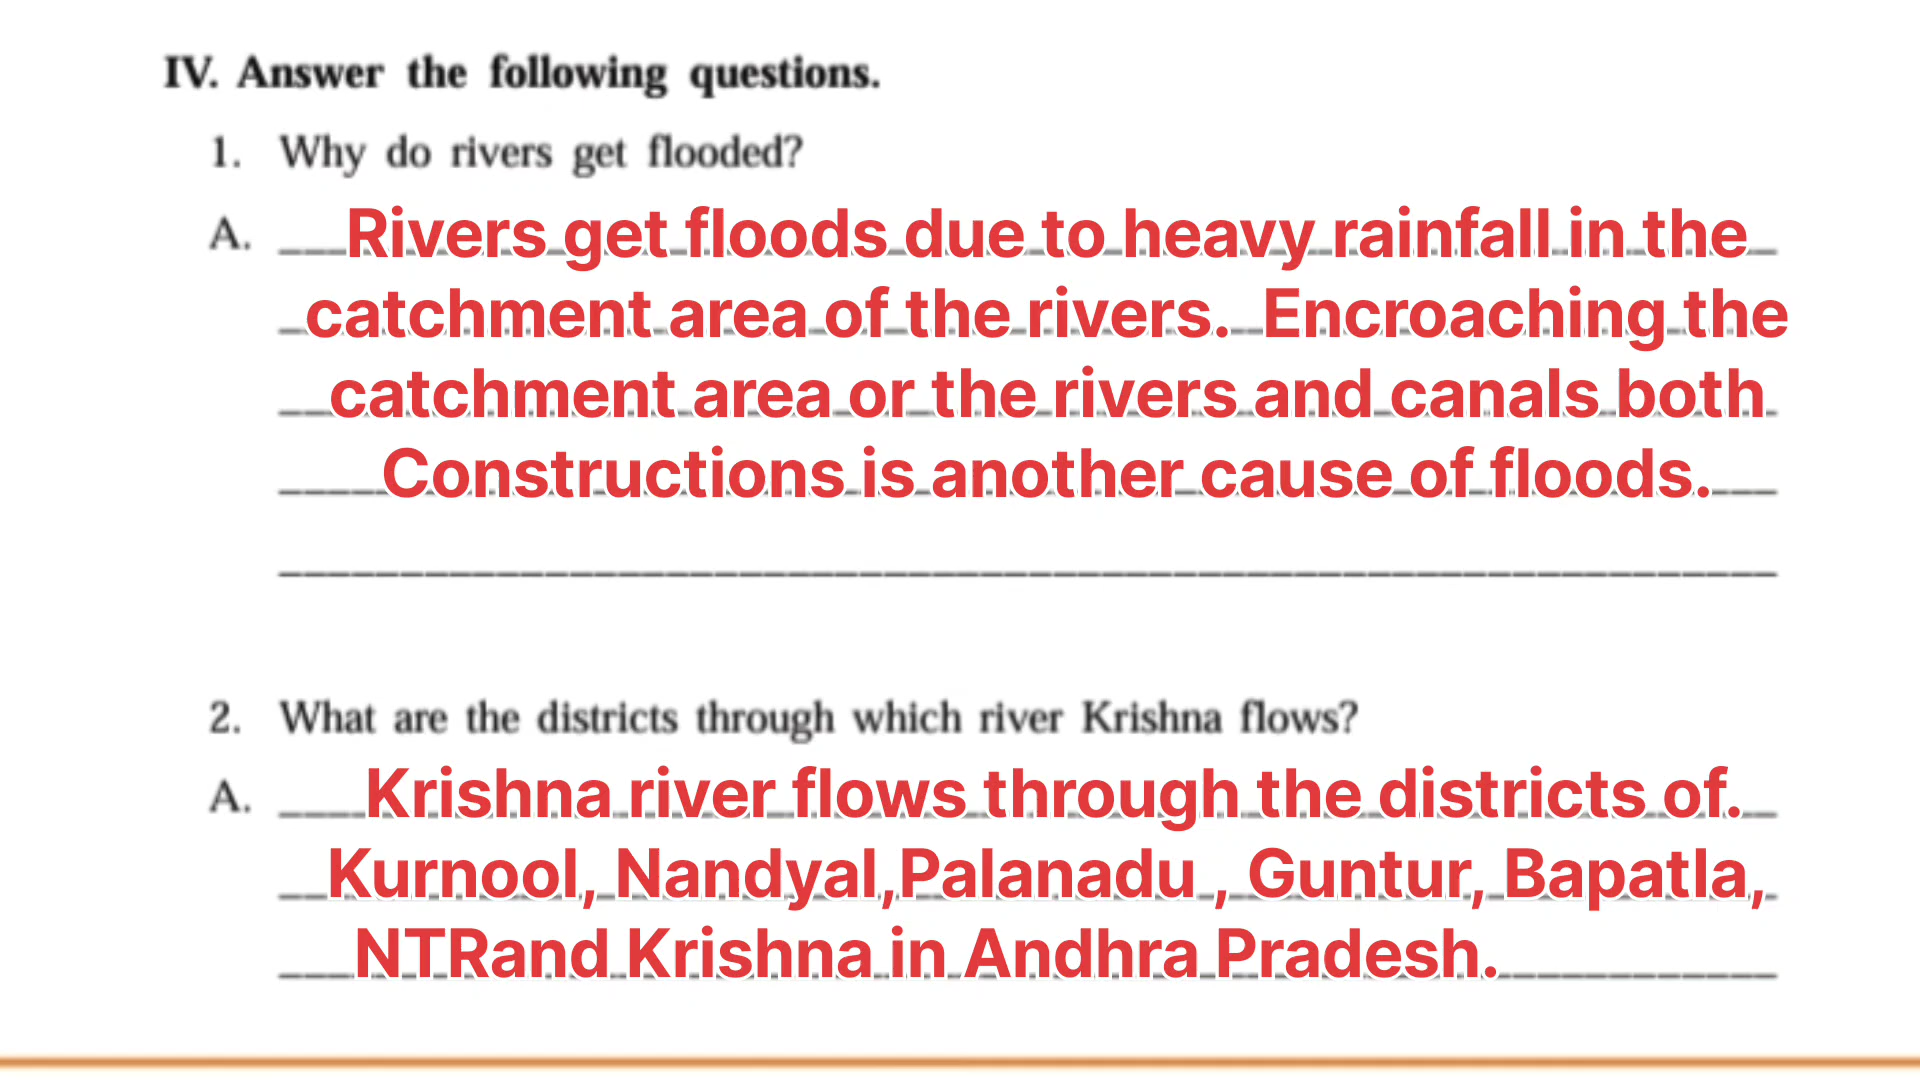 IV. Answer the following questions.
1. Why do rivers get flooded?
A. Rivers get floods due to heavy rainfall in the
catchment area of the rivers. Encroaching the
catchment area or the rivers and canals both
Constructions is another cause of floods.
2. What are the districts through which river Krishna flows?
A. Krishna river flows through the districts of.
Kurnool, Nandyal,Palanadu , Guntur, Bapatla,
NTRand Krishna in Andhra Pradesh.